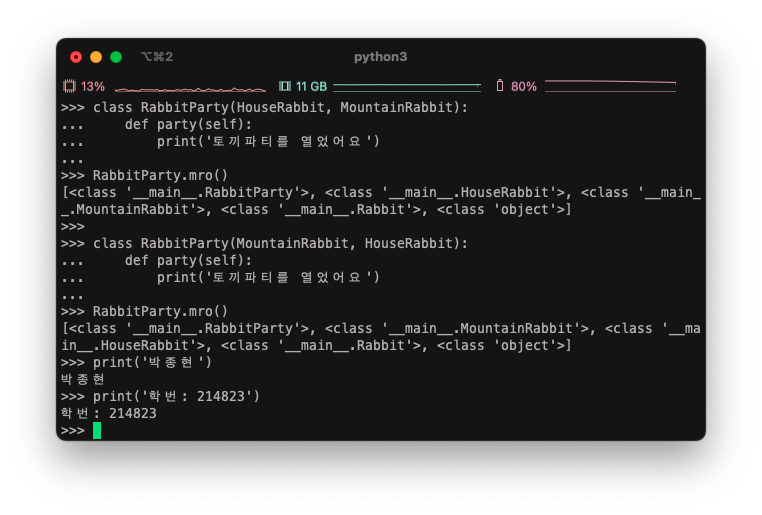 ⌥⌘2 python3
13% 11 GB 80%
>>> class RabbitParty(HouseRabbit, MountainRabbit):
...     def party(self):
...         print('토끼파티를 열었어요')
...
>>> RabbitParty.mro()
[<class '__main__.RabbitParty'>, <class '__main__.HouseRabbit'>, <class '__main_
_.MountainRabbit'>, <class '__main__.Rabbit'>, <class 'object'>]
>>>
>>> class RabbitParty(MountainRabbit, HouseRabbit):
...     def party(self):
...         print('토끼파티를 열었어요')
...
>>> RabbitParty.mro()
[<class '__main__.RabbitParty'>, <class '__main__.MountainRabbit'>, <class '__ma
in__.HouseRabbit'>, <class '__main__.Rabbit'>, <class 'object'>]
>>> print('박종현')
박종현
>>> print('학번: 214823')
학번: 214823
>>>